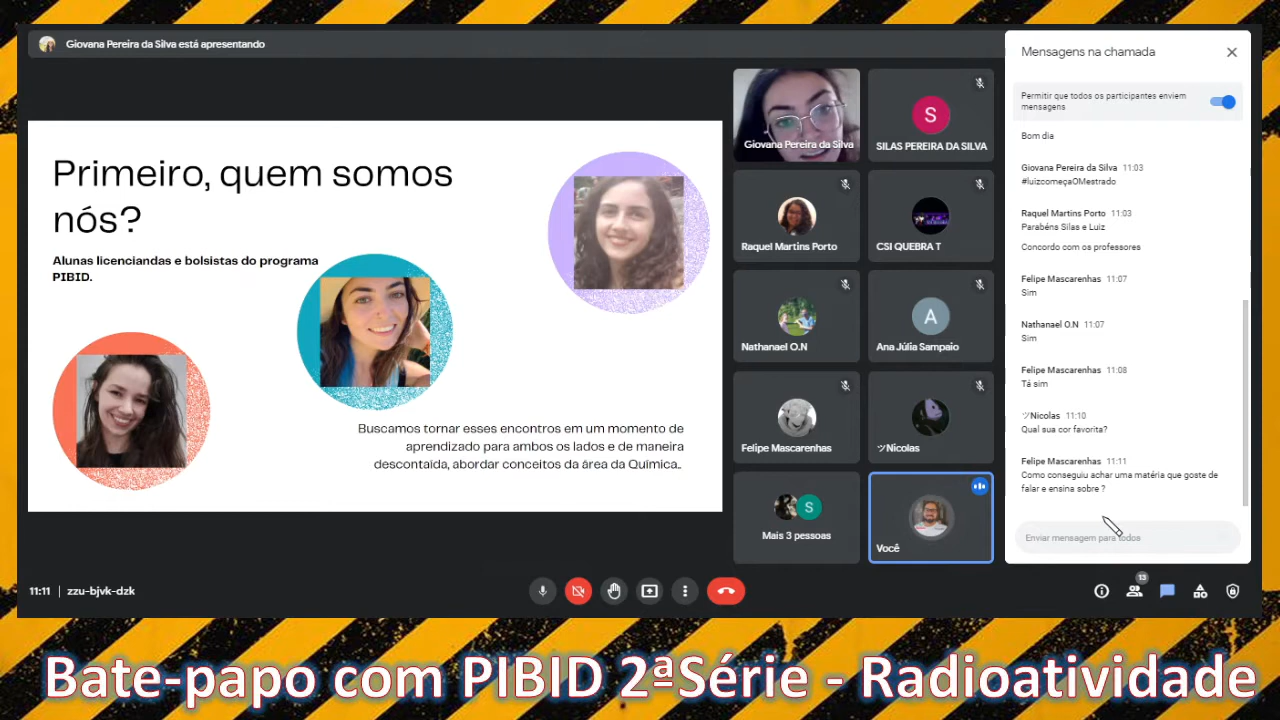 Giovana Pereira da Silva está apresentando
Primeiro, quem somos
nós?
Alunas licenciandas e bolsistas do programa
PIBID.
Buscamos tornar esses encontros em um momento de
aprendizado para ambos os lados e de maneira
descontaída, abordar conceitos da área da Química..
Giovana Pereira da Silva
S
SILAS PEREIRA DA SILVA
Raquel Martins Porto
CSI QUEBRA T
Nathanael O.N
A
Ana Júlia Sampaio
Felipe Mascarenhas
ツNicolas
S
Mais 3 pessoas
Você
Mensagens na chamada
Permitir que todos os participantes enviem
mensagens
Bom dia
Giovana Pereira da Silva 11:03
#luizcomeçaOMestrado
Raquel Martins Porto 11:03
Parabéns Silas e Luiz
Concordo com os professores
Felipe Mascarenhas 11:07
Sim
Nathanael O.N 11:07
Sim
Felipe Mascarenhas 11:08
Tá sim
ツNicolas 11:10
Qual sua cor favorita?
Felipe Mascarenhas 11:11
Como conseguiu achar uma matéria que goste de
falar e ensina sobre ?
Enviar mensagem para todos
11:11 | zzu-bjvk-dzk
13
Bate-papo com PIBID 2ªSérie - Radioatividade